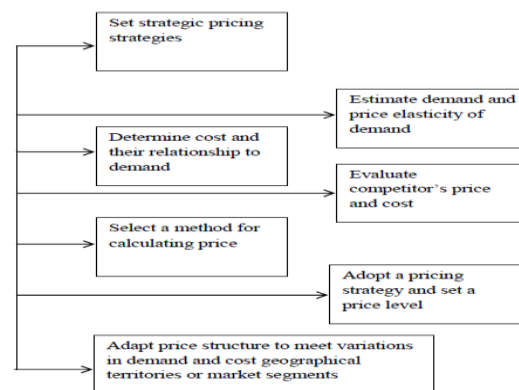 Set strategic pricing
strategies
Estimate demand and
price elasticity of
demand
Determine cost and
their relationship to
demand
Evaluate
competitor's price
and cost
Select a method for
calculating price
Adopt a pricing
strategy and set a
price level
Adapt price structure to meet variations
in demand and cost geographical
territories or market segments